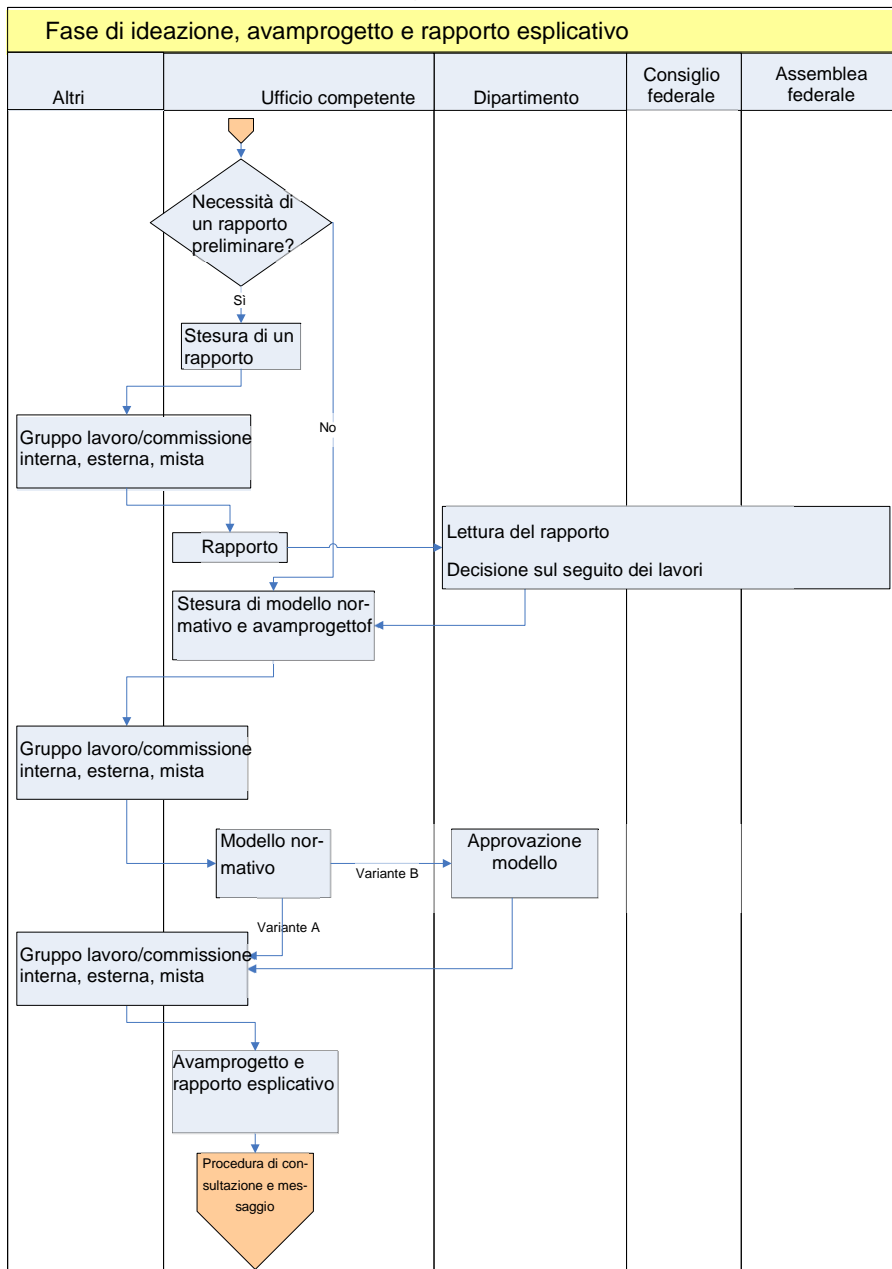 Fase di ideazione, avamprogetto e rapporto esplicativo
Altri
Ufficio competente
Dipartimento
Consiglio
federale
Assemblea
federale
Necessità di
un rapporto
preliminare?
Sì
No
Stesura di un
rapporto
Gruppo lavoro/commissione
interna, esterna, mista
Rapporto
Lettura del rapporto
Decisione sul seguito dei lavori
Stesura di modello nor-
mativo e avamprogettof
Gruppo lavoro/commissione
interna, esterna, mista
Modello nor-
mativo
Variante B
Approvazione
modello
Variante A
Gruppo lavoro/commissione
interna, esterna, mista
Avamprogetto e
rapporto esplicativo
Procedura di con-
sultazione e mes-
saggio